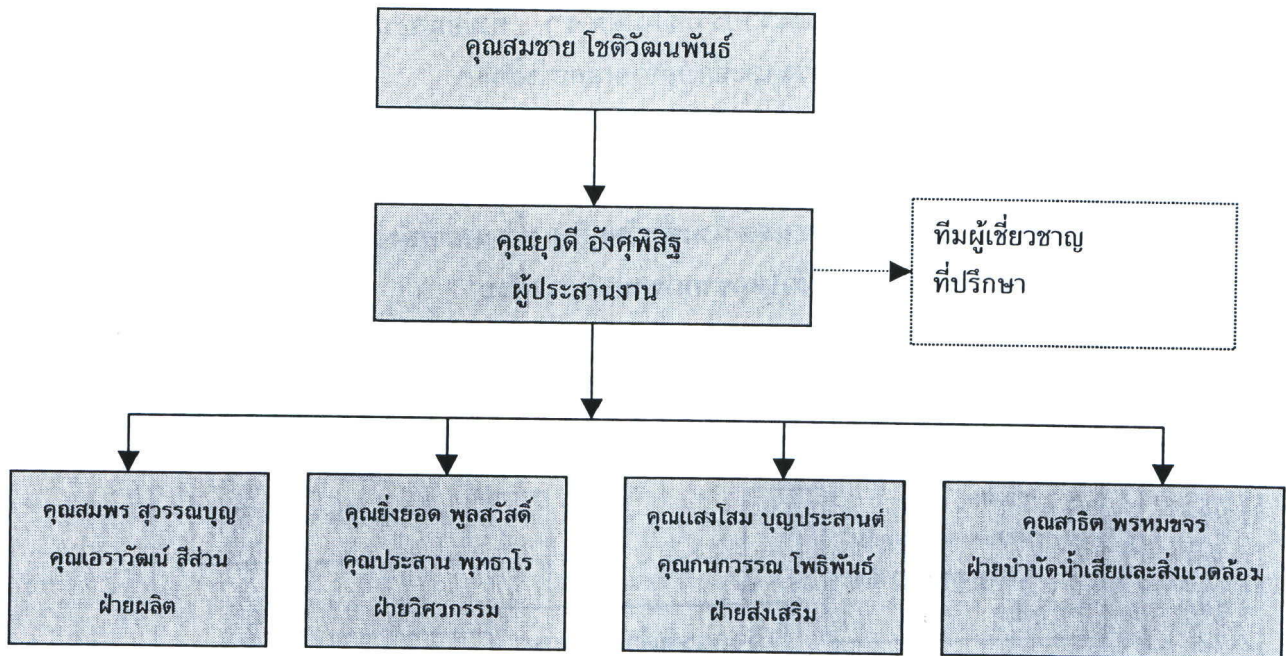 คุณสมชาย โชติวัฒนพันธ์
คุณยุวดี อังศุพิสิฐ
ผู้ประสานงาน
ทีมผู้เชี่ยวชาญ
ที่ปรึกษา
คุณสมพร สุวรรณบุญ
คุณเอราวัฒน์ สีส่วน
ฝ่ายผลิต
คุณยิ่งยอด พูลสวัสดิ์
คุณประสาน พุทธาโร
ฝ่ายวิศวกรรม
คุณแสงโสม บุญประสานต่
คุณกนกวรรณ โพธิพันธ์
ฝ่ายส่งเสริม
คุณสาธิต พรหมขจร
ฝ่ายบำบัดน้ำเสียและสิ่งแวดล้อม